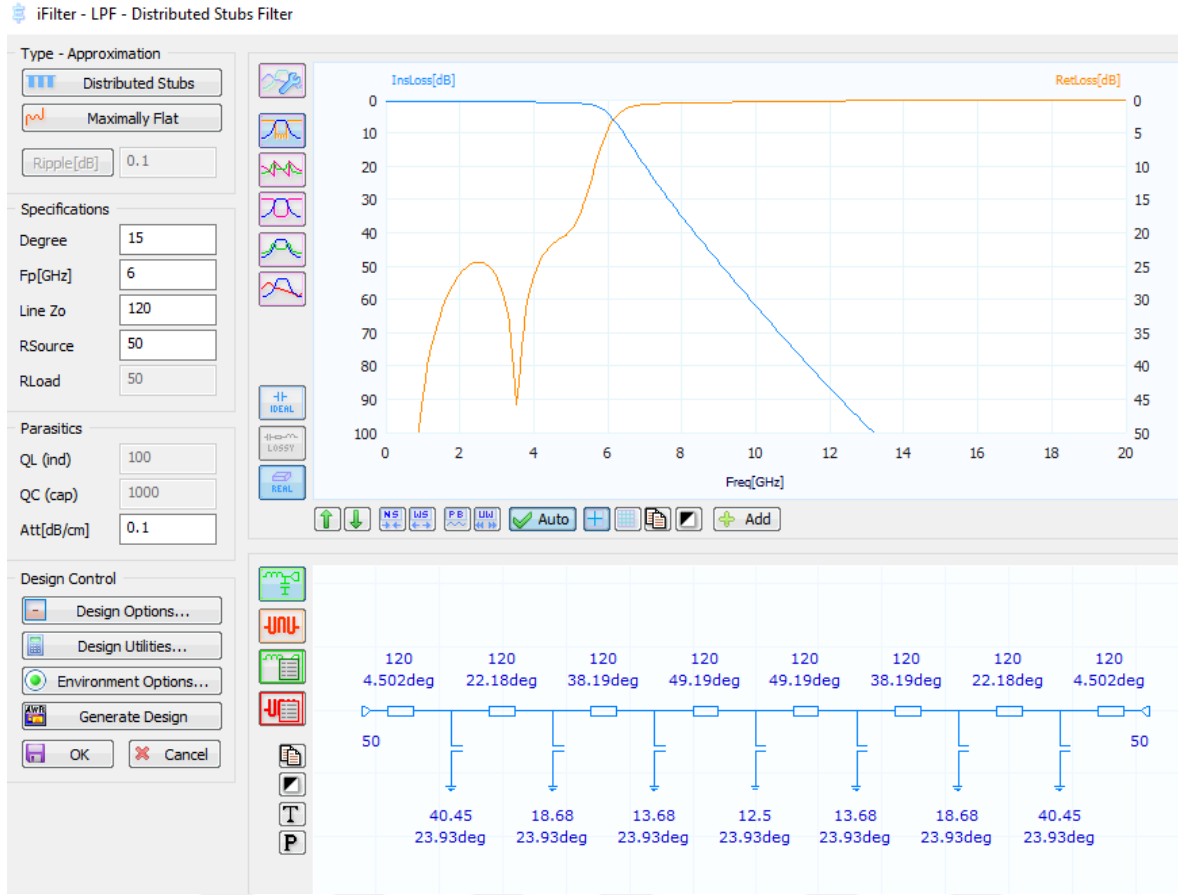 iFilter - LPF - Distributed Stubs Filter
Type - Approximation
Distributed Stubs
Maximally Flat
Ripple[dB] 0.1
Specifications
Degree 15
Fp[GHz] 6
Line Zo 120
RSource 50
RLoad 50
Parasitics
QL (ind) 100
QC (cap) 1000
Att[dB/cm] 0.1
Design Control
Design Options...
Design Utilities...
Environment Options...
AWR Generate Design
OK Cancel
IDEAL
LOSSY
REAL
InsLoss[dB] RetLoss[dB]
0 0
10 5
20 10
30 15
40 20
50 25
60 30
70 35
80 40
90 45
100 50
0 2 4 6 8 10 12 14 16 18 20
Freq[GHz]
NS WS PB UW Auto Add
T
P
120 120 120 120 120 120 120 120
4.502deg 22.18deg 38.19deg 49.19deg 49.19deg 38.19deg 22.18deg 4.502deg
50 50
40.45 18.68 13.68 12.5 13.68 18.68 40.45
23.93deg 23.93deg 23.93deg 23.93deg 23.93deg 23.93deg 23.93deg